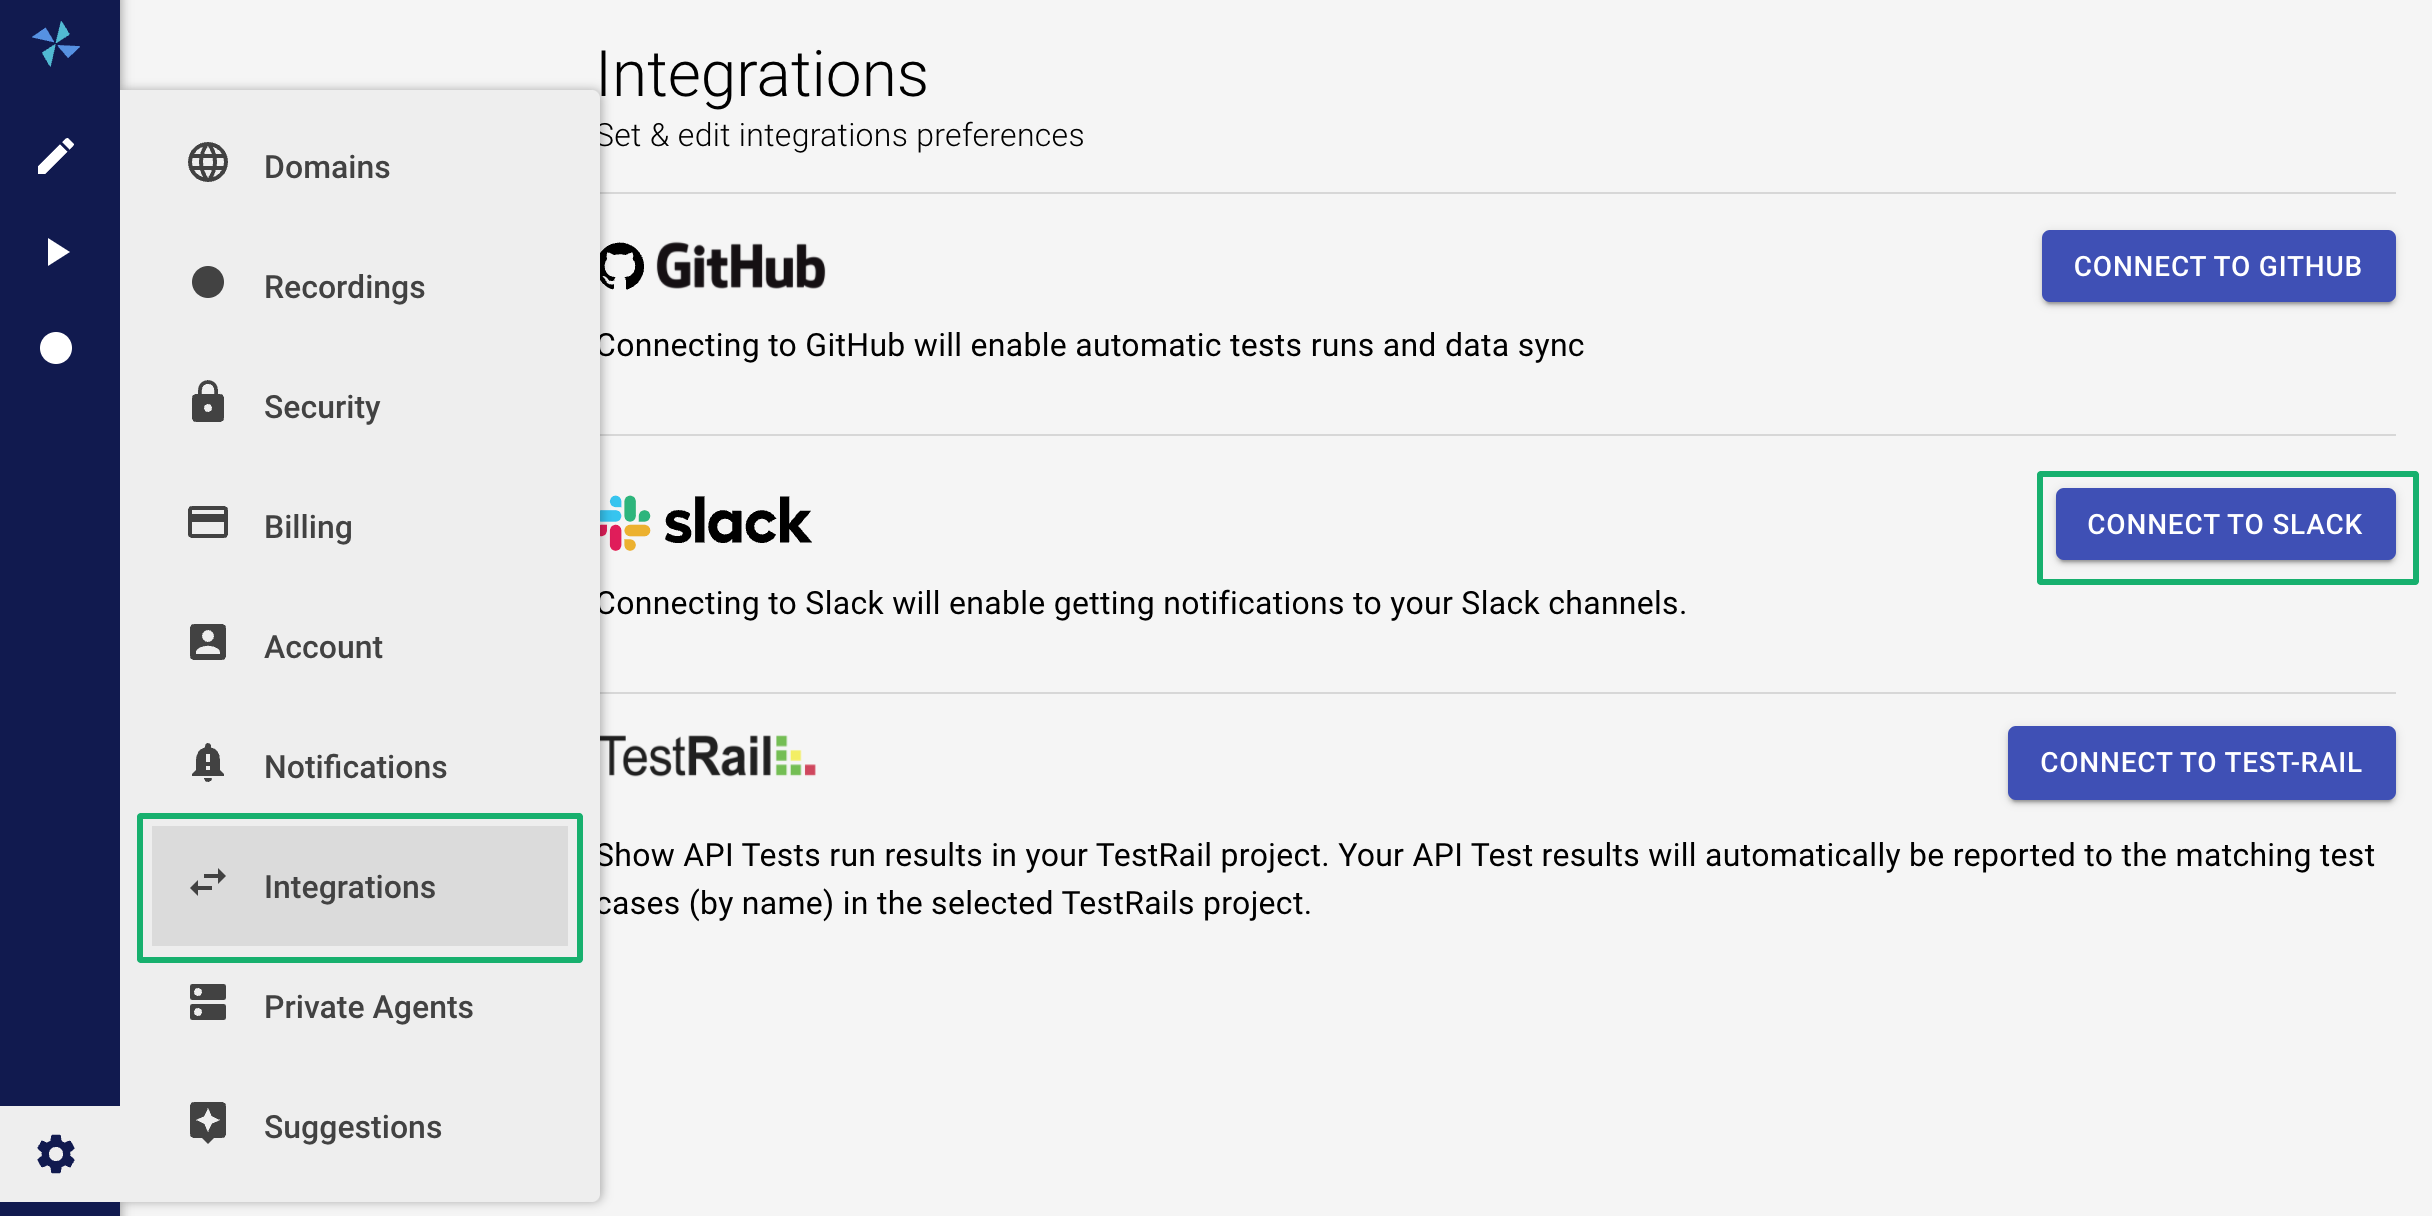 Integrations
Set & edit integrations preferences
Domains
Recordings
Security
Billing
Account
Notifications
Integrations
Private Agents
Suggestions
GitHub
CONNECT TO GITHUB
Connecting to GitHub will enable automatic tests runs and data sync
slack
CONNECT TO SLACK
Connecting to Slack will enable getting notifications to your Slack channels.
TestRail
CONNECT TO TEST-RAIL
Show API Tests run results in your TestRail project. Your API Test results will automatically be reported to the matching test
cases (by name) in the selected TestRails project.